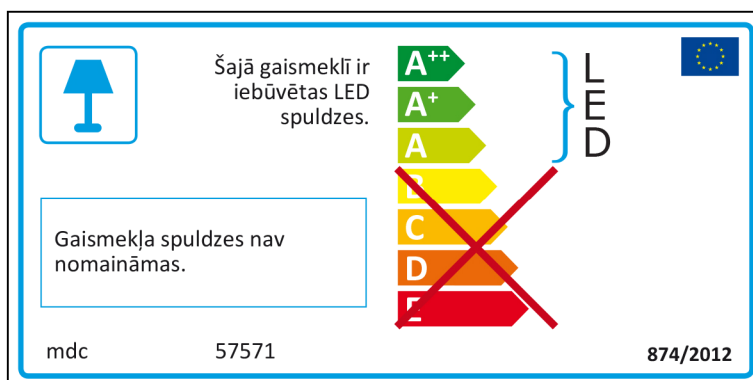 Šajā gaismeklī ir
iebūvētas LED
spuldzes.
A++
A+
A
B
C
D
E
L
E
D
Gaismekļa spuldzes nav
nomaināmas.
mdc 57571
874/2012